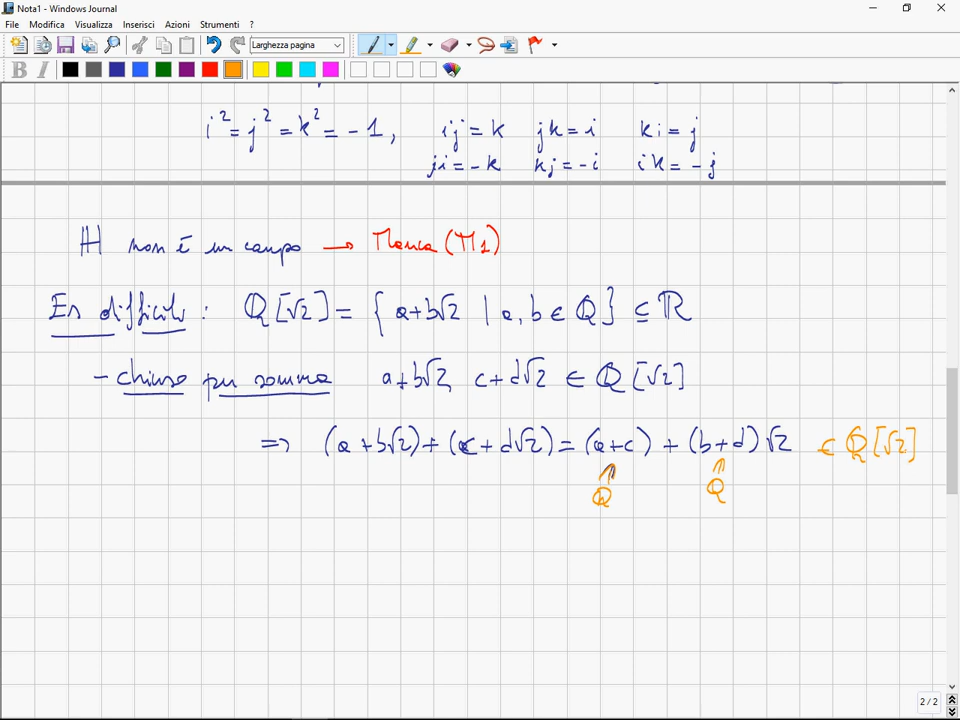 Nota1 - Windows Journal
File Modifica Visualizza Inserisci Azioni Strumenti ?
Larghezza pagina
B I
i² = j² = k² = -1, ij = k jk = i ki = j
ji = -k kj = -i ik = -j
ℍ non è un campo → Manca (M1)
Es difficile: ℚ[√2] = { a+b√2 | a, b ∈ ℚ } ⊆ ℝ
- chiuso per somma a+b√2, c+d√2 ∈ ℚ[√2]
⇒ (a+b√2)+(c+d√2) = (a+c) + (b+d)√2 ∈ ℚ[√2]
ℚ ℚ
2 / 2